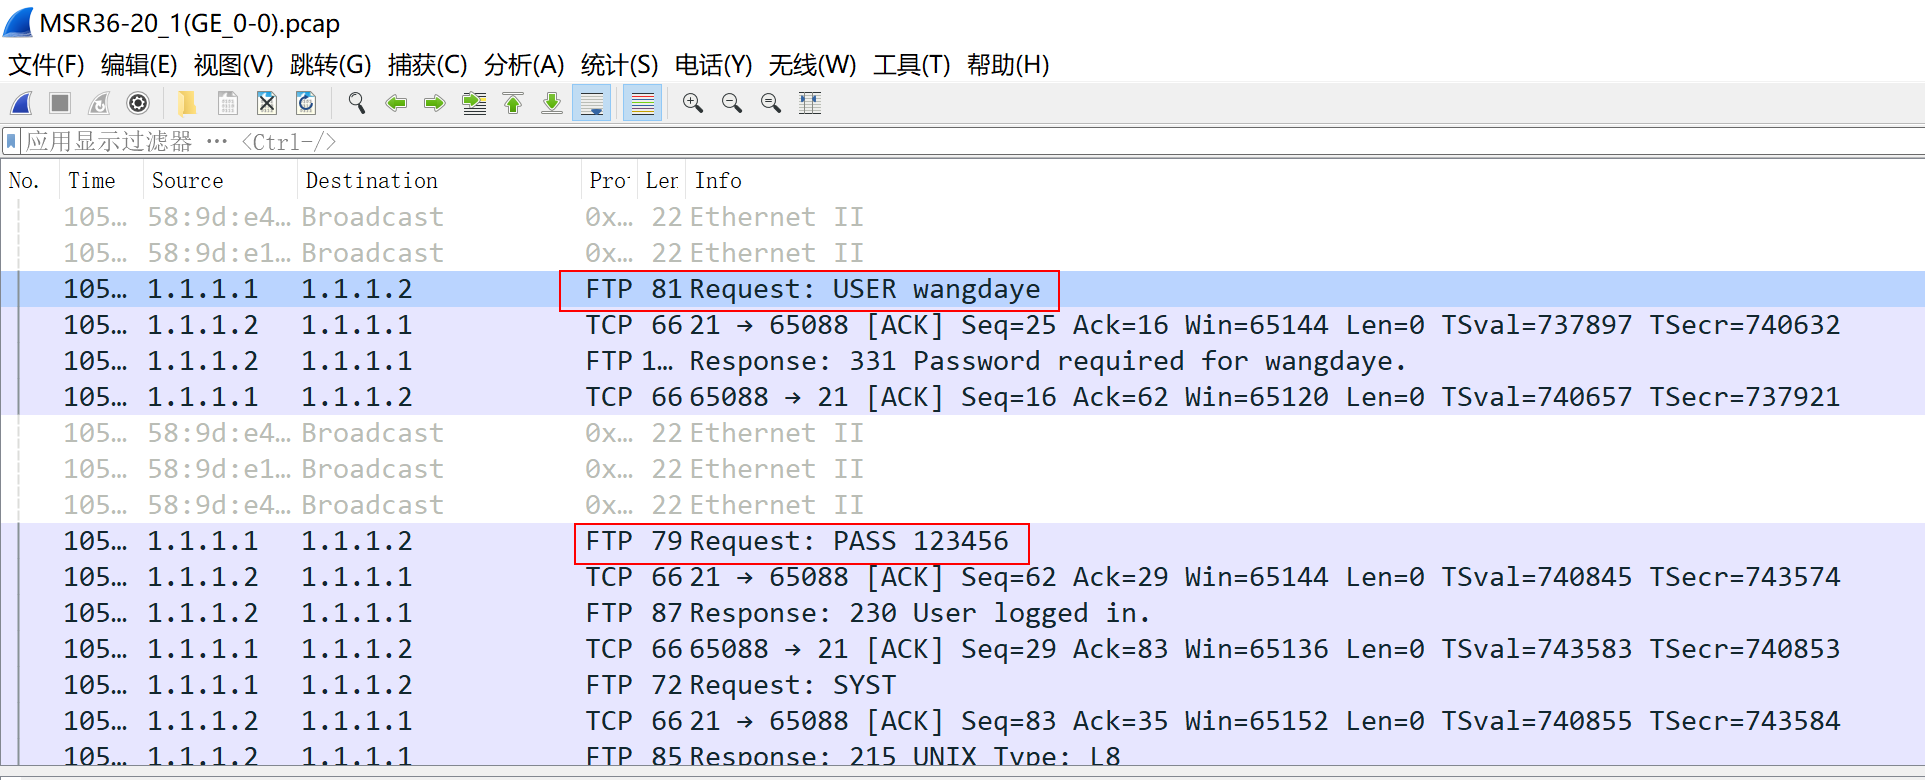 MSR36-20_1(GE_0-0).pcap
文件(F) 编辑(E) 视图(V) 跳转(G) 捕获(C) 分析(A) 统计(S) 电话(Y) 无线(W) 工具(T) 帮助(H)
应用显示过滤器 … <Ctrl-/>
No. Time Source Destination Pro Len Info
105… 58:9d:e4… Broadcast 0x… 22 Ethernet II
105… 58:9d:e1… Broadcast 0x… 22 Ethernet II
105… 1.1.1.1 1.1.1.2 FTP 81 Request: USER wangdaye
105… 1.1.1.2 1.1.1.1 TCP 66 21 → 65088 [ACK] Seq=25 Ack=16 Win=65144 Len=0 TSval=737897 TSecr=740632
105… 1.1.1.2 1.1.1.1 FTP 1… Response: 331 Password required for wangdaye.
105… 1.1.1.1 1.1.1.2 TCP 66 65088 → 21 [ACK] Seq=16 Ack=62 Win=65120 Len=0 TSval=740657 TSecr=737921
105… 58:9d:e4… Broadcast 0x… 22 Ethernet II
105… 58:9d:e1… Broadcast 0x… 22 Ethernet II
105… 58:9d:e4… Broadcast 0x… 22 Ethernet II
105… 1.1.1.1 1.1.1.2 FTP 79 Request: PASS 123456
105… 1.1.1.2 1.1.1.1 TCP 66 21 → 65088 [ACK] Seq=62 Ack=29 Win=65144 Len=0 TSval=740845 TSecr=743574
105… 1.1.1.2 1.1.1.1 FTP 87 Response: 230 User logged in.
105… 1.1.1.1 1.1.1.2 TCP 66 65088 → 21 [ACK] Seq=29 Ack=83 Win=65136 Len=0 TSval=743583 TSecr=740853
105… 1.1.1.1 1.1.1.2 FTP 72 Request: SYST
105… 1.1.1.2 1.1.1.1 TCP 66 21 → 65088 [ACK] Seq=83 Ack=35 Win=65152 Len=0 TSval=740855 TSecr=743584
105… 1.1.1.2 1.1.1.1 FTP 85 Response: 215 UNIX Type: L8